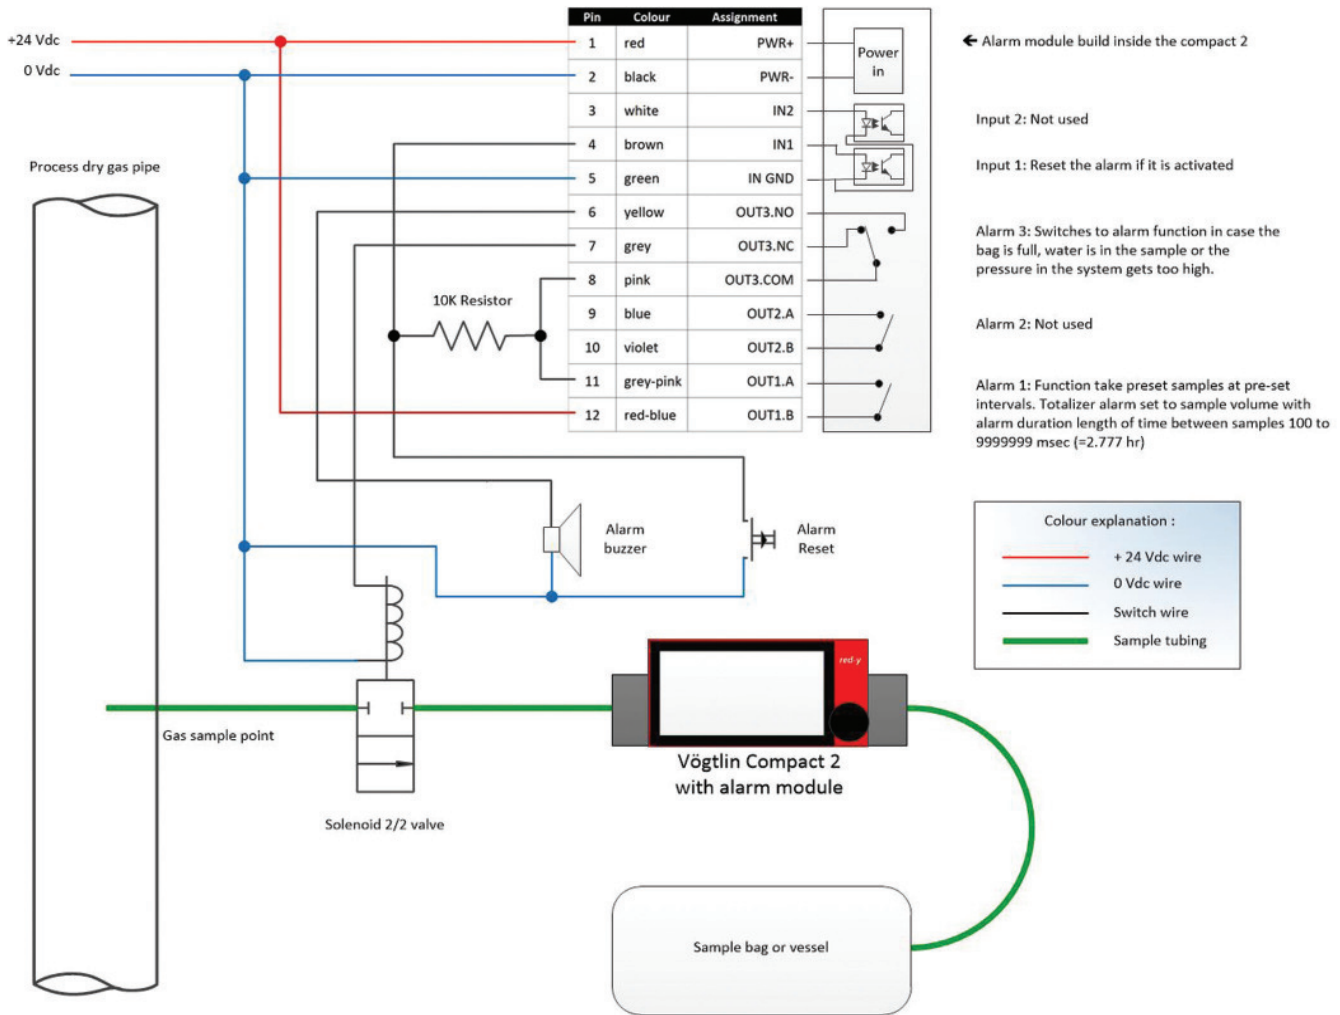 Pin Colour Assignment
1 red PWR+
2 black PWR-
3 white IN2
4 brown IN1
5 green IN GND
6 yellow OUT3.NO
7 grey OUT3.NC
8 pink OUT3.COM
9 blue OUT2.A
10 violet OUT2.B
11 grey-pink OUT1.A
12 red-blue OUT1.B
+24 Vdc
0 Vdc
Power
in
← Alarm module build inside the compact 2
Input 2: Not used
Input 1: Reset the alarm if it is activated
Alarm 3: Switches to alarm function in case the
bag is full, water is in the sample or the
pressure in the system gets too high.
Alarm 2: Not used
Alarm 1: Function take preset samples at pre-set
intervals. Totalizer alarm set to sample volume with
alarm duration length of time between samples 100 to
9999999 msec (=2.777 hr)
Process dry gas pipe
10K Resistor
Alarm
buzzer
Alarm
Reset
Colour explanation :
+ 24 Vdc wire
0 Vdc wire
Switch wire
Sample tubing
red-y
Gas sample point
Vögtlin Compact 2
with alarm module
Solenoid 2/2 valve
Sample bag or vessel